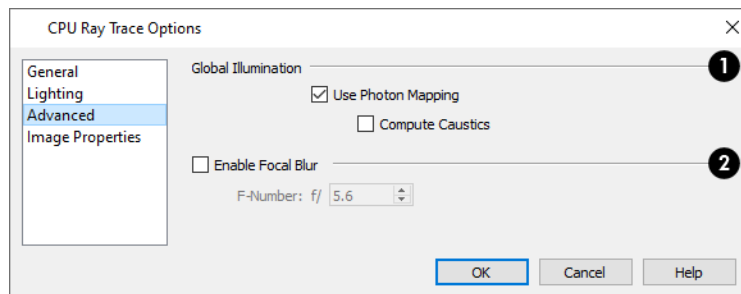 CPU Ray Trace Options
General
Lighting
Advanced
Image Properties
Global Illumination
1
Use Photon Mapping
Compute Caustics
Enable Focal Blur
2
F-Number: f/ 5.6
OK Cancel Help